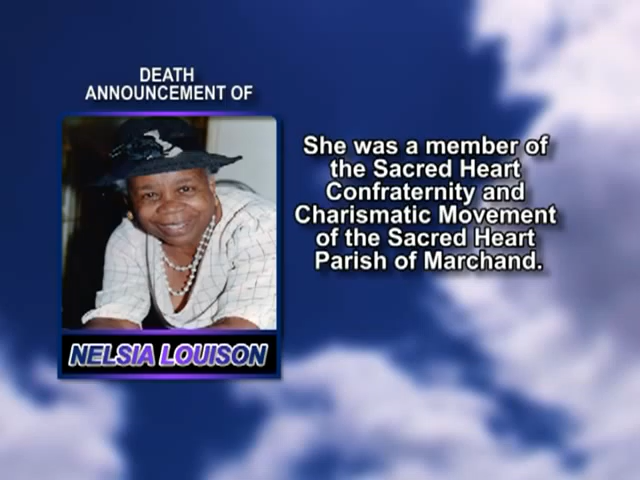 DEATH
ANNOUNCEMENT OF
NELSIA LOUISON
She was a member of
the Sacred Heart
Confraternity and
Charismatic Movement
of the Sacred Heart
Parish of Marchand.